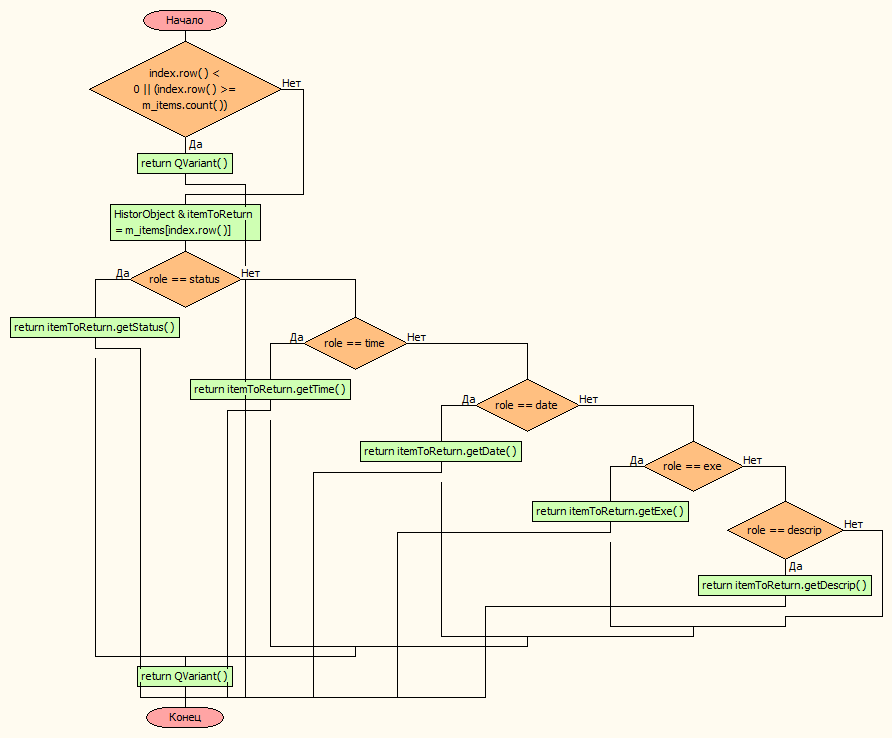 Начало
index.row() <
0 || (index.row() >=
m_items.count())
Нет
Да
return QVariant()
HistorObject & itemToReturn
= m_items[index.row()]
Да
role == status
Нет
return itemToReturn.getStatus()
Да
role == time
Нет
return itemToReturn.getTime()
Да
role == date
Нет
return itemToReturn.getDate()
Да
role == exe
Нет
return itemToReturn.getExe()
role == descrip
Нет
Да
return itemToReturn.getDescrip()
return QVariant()
Конец